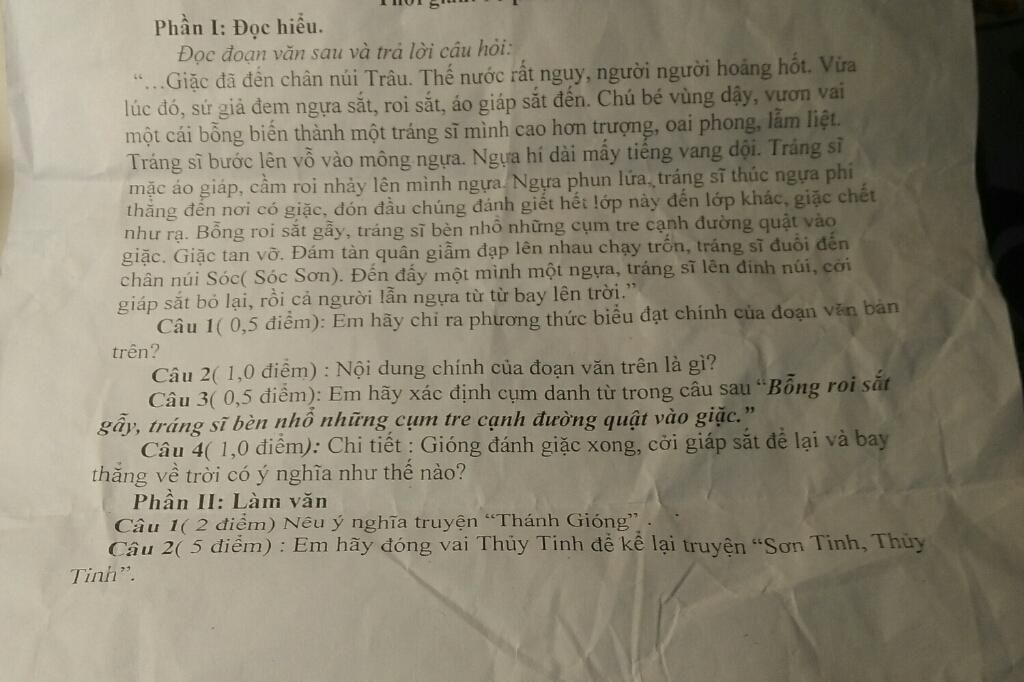 Phần I: Đọc hiểu.
Đọc đoạn văn sau và trả lời câu hỏi:
“…Giặc đã đến chân núi Trâu. Thế nước rất nguy, người người hoảng hốt. Vừa
lúc đó, sứ giả đem ngựa sắt, roi sắt, áo giáp sắt đến. Chú bé vùng dậy, vươn vai
một cái bỗng biến thành một tráng sĩ mình cao hơn trượng, oai phong, lẫm liệt.
Tráng sĩ bước lên vỗ vào mông ngựa. Ngựa hí dài mấy tiếng vang dội. Tráng sĩ
mặc áo giáp, cầm roi nhảy lên mình ngựa. Ngựa phun lửa, tráng sĩ thúc ngựa phi
thẳng đến nơi có giặc, đón đầu chúng đánh giết hết lớp này đến lớp khác, giặc chết
như rạ. Bỗng roi sắt gẫy, tráng sĩ bèn nhổ những cụm tre cạnh đường quật vào
giặc. Giặc tan vỡ. Đám tàn quân giẫm đạp lên nhau chạy trốn, tráng sĩ đuổi đến
chân núi Sóc( Sóc Sơn). Đến đấy một mình một ngựa, tráng sĩ lên đỉnh núi, cởi
giáp sắt bỏ lại, rồi cả người lẫn ngựa từ từ bay lên trời.”
Câu 1( 0,5 điểm): Em hãy chỉ ra phương thức biểu đạt chính của đoạn văn bản
trên?
Câu 2( 1,0 điểm) : Nội dung chính của đoạn văn trên là gì?
Câu 3( 0,5 điểm): Em hãy xác định cụm danh từ trong câu sau “Bỗng roi sắt
gẫy, tráng sĩ bèn nhổ những cụm tre cạnh đường quật vào giặc.”
Câu 4( 1,0 điểm): Chi tiết : Gióng đánh giặc xong, cởi giáp sắt để lại và bay
thẳng về trời có ý nghĩa như thế nào?
Phần II: Làm văn
Câu 1( 2 điểm) Nêu ý nghĩa truyện “Thánh Gióng” .
Câu 2( 5 điểm) : Em hãy đóng vai Thủy Tinh để kể lại truyện “Sơn Tinh, Thủy
Tinh”.